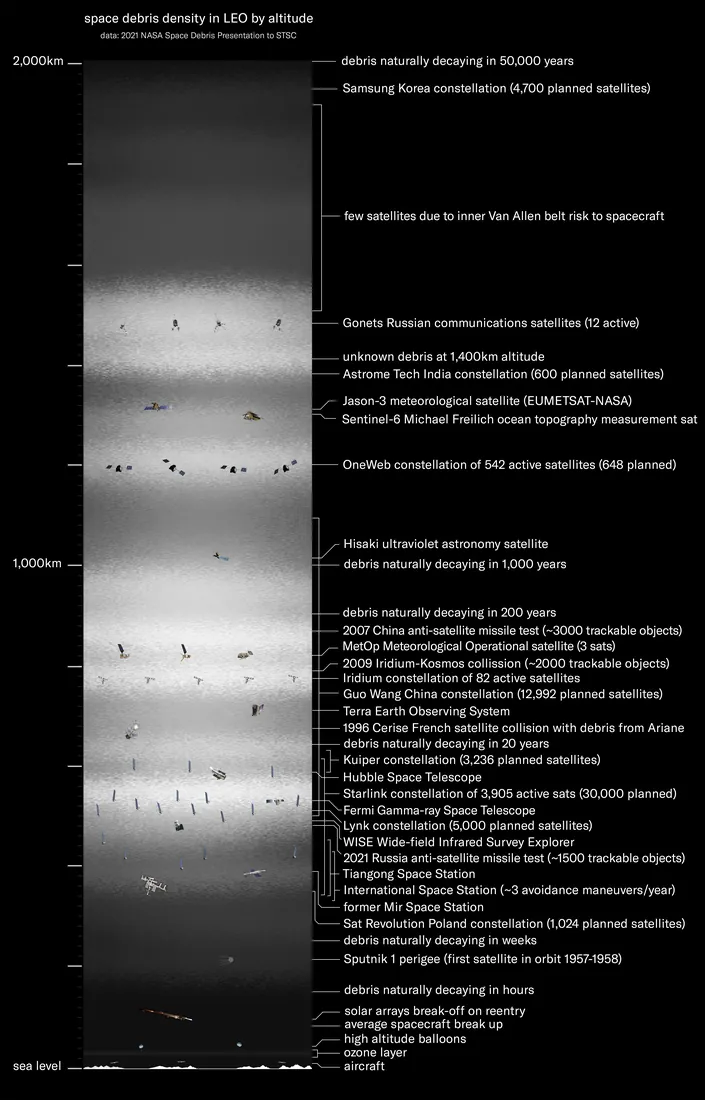 space debris density in LEO by altitude
data: 2021 NASA Space Debris Presentation to STSC
2,000km
debris naturally decaying in 50,000 years
Samsung Korea constellation (4,700 planned satellites)
few satellites due to inner Van Allen belt risk to spacecraft
Gonets Russian communications satellites (12 active)
unknown debris at 1,400km altitude
Astrome Tech India constellation (600 planned satellites)
Jason-3 meteorological satellite (EUMETSAT-NASA)
Sentinel-6 Michael Freilich ocean topography measurement sat
OneWeb constellation of 542 active satellites (648 planned)
Hisaki ultraviolet astronomy satellite
1,000km
debris naturally decaying in 1,000 years
debris naturally decaying in 200 years
2007 China anti-satellite missile test (~3000 trackable objects)
MetOp Meteorological Operational satellite (3 sats)
2009 Iridium-Kosmos collission (~2000 trackable objects)
Iridium constellation of 82 active satellites
Guo Wang China constellation (12,992 planned satellites)
Terra Earth Observing System
1996 Cerise French satellite collision with debris from Ariane
debris naturally decaying in 20 years
Kuiper constellation (3,236 planned satellites)
Hubble Space Telescope
Starlink constellation of 3,905 active sats (30,000 planned)
Fermi Gamma-ray Space Telescope
Lynk constellation (5,000 planned satellites)
WISE Wide-field Infrared Survey Explorer
2021 Russia anti-satellite missile test (~1500 trackable objects)
Tiangong Space Station
International Space Station (~3 avoidance maneuvers/year)
former Mir Space Station
Sat Revolution Poland constellation (1,024 planned satellites)
debris naturally decaying in weeks
Sputnik 1 perigee (first satellite in orbit 1957-1958)
debris naturally decaying in hours
solar arrays break-off on reentry
average spacecraft break up
high altitude balloons
ozone layer
sea level
aircraft